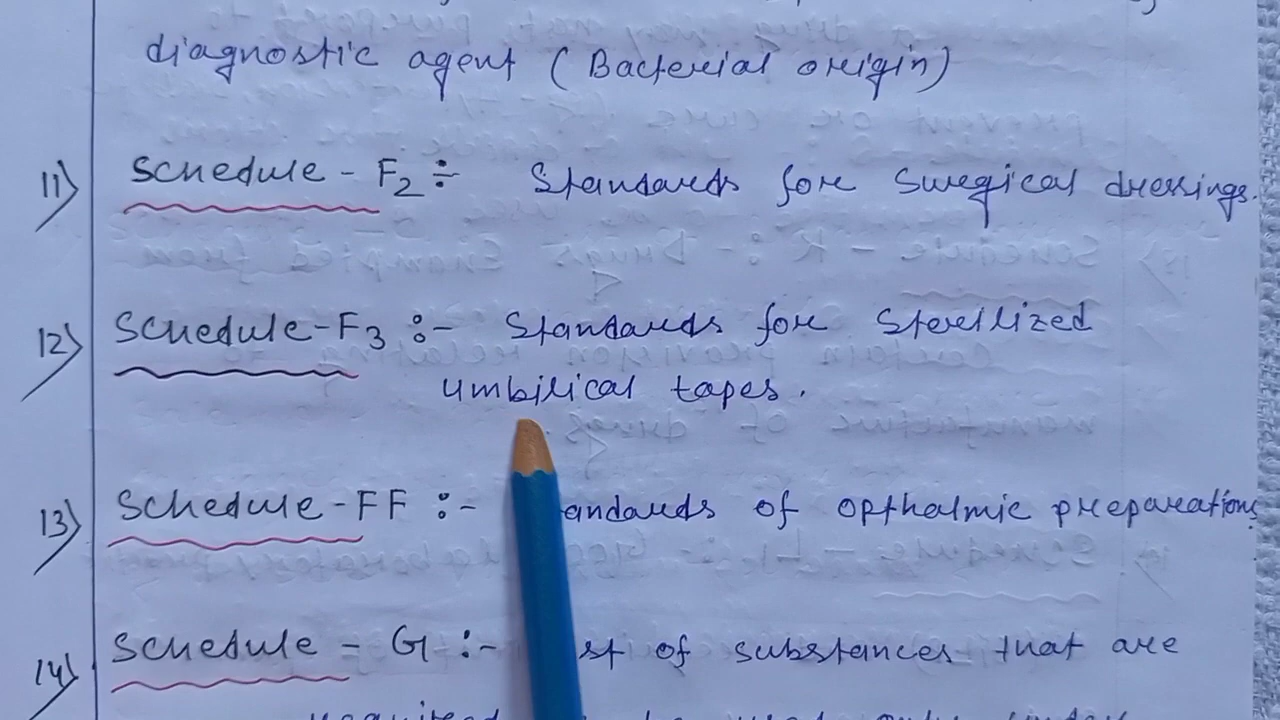 diagnostic agent (Bacterial origin)
11) Schedule - F2 :- Standards for Surgical dressings.
12) Schedule-F3 :- Standards for Sterilized
umbilical tapes.
13) Schedule-FF :- andards of opthalmic preparations
14) Schedule - G :- st of substances that are